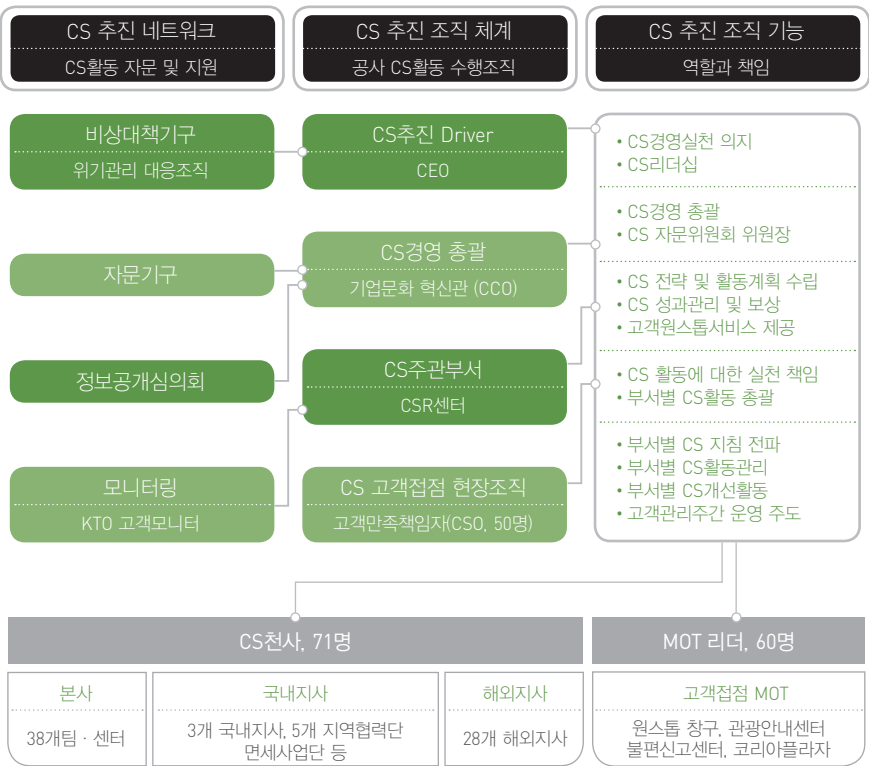 CS 추진 네트워크
CS활동 자문 및 지원
CS 추진 조직 체계
공사 CS활동 수행조직
CS 추진 조직 기능
역할과 책임
비상대책기구
위기관리 대응조직
자문기구
정보공개심의회
모니터링
KTO 고객모니터
CS추진 Driver
CEO
CS경영 총괄
기업문화 혁신관 (CCO)
CS주관부서
CSR센터
CS 고객접점 현장조직
고객만족책임자(CSO, 50명)
• CS경영실천 의지
• CS리더십
• CS경영 총괄
• CS 자문위원회 위원장
• CS 전략 및 활동계획 수립
• CS 성과관리 및 보상
• 고객원스톱서비스 제공
• CS 활동에 대한 실천 책임
• 부서별 CS활동 총괄
• 부서별 CS 지침 전파
• 부서별 CS활동관리
• 부서별 CS개선활동
• 고객관리주간 운영 주도
CS천사, 71명
본사
38개팀 · 센터
국내지사
3개 국내지사, 5개 지역협력단
면세사업단 등
해외지사
28개 해외지사
MOT 리더, 60명
고객접점 MOT
원스톱 창구, 관광안내센터
불편신고센터, 코리아플라자